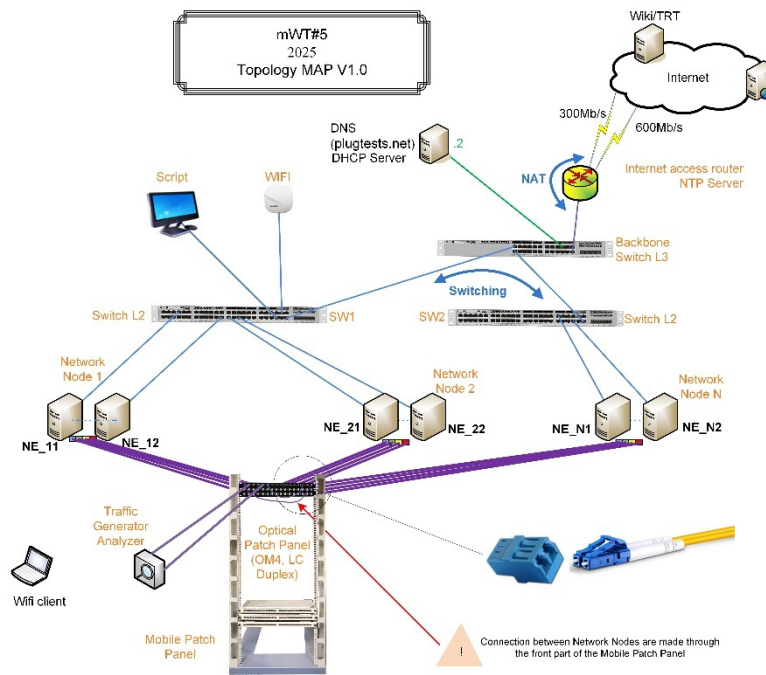 mWT#5
2025
Topology MAP V1.0
Wiki/TRT
Internet
300Mb/s
600Mb/s
DNS
(plugtests.net)
DHCP Server
.2
NAT
Internet access router
NTP Server
Script
WIFI
Backbone
Switch L3
Switching
Switch L2
SW1
SW2
Switch L2
Network
Node 1
Network
Node 2
Network
Node N
NE_11
NE_12
NE_21
NE_22
NE_N1
NE_N2
Traffic
Generator
Analyzer
Optical
Patch Panel
(OM4, LC
Duplex)
Wifi client
Mobile Patch
Panel
!
Connection between Network Nodes are made through
the front part of the Mobile Patch Panel